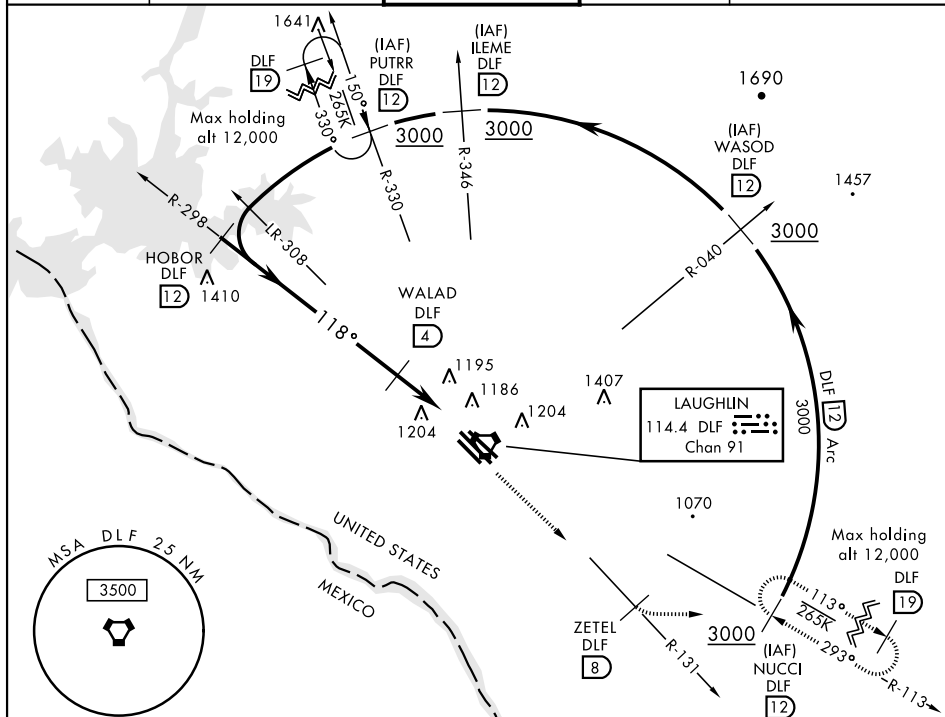 1641
DLF
19
330°
150°
265K
Max holding
alt 12,000
(IAF)
PUTRR
DLF
12
3000
R-330
(IAF)
ILEME
DLF
12
3000
R-346
1690
(IAF)
WASOD
DLF
12
3000
R-040
1457
R-298
LR-308
HOBOR
DLF
12
1410
118°
WALAD
DLF
4
1195
1186
1204
1204
1407
LAUGHLIN
114.4 DLF
Chan 91
DLF 12 Arc
3000
1070
UNITED STATES
MEXICO
MSA DLF 25 NM
3500
ZETEL
DLF
8
R-131
3000
(IAF)
NUCCI
DLF
12
Max holding
alt 12,000
DLF
19
113°
265K
293°
R-113